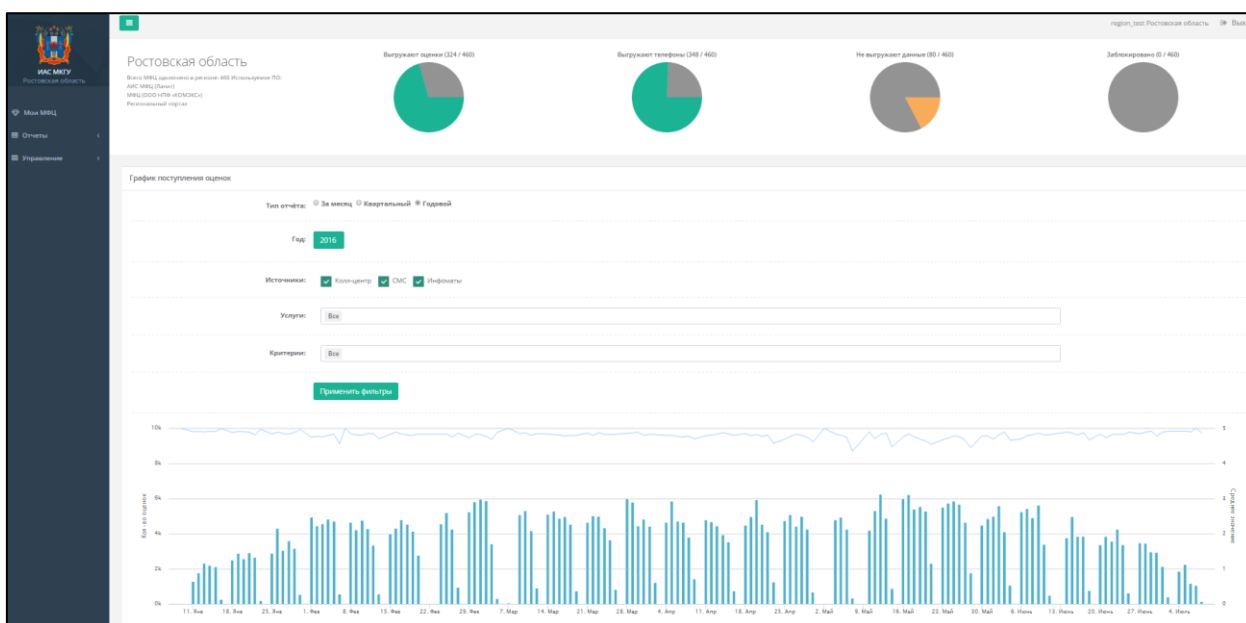 region_test Ростовская область Вых
ИАС МКГУ
Ростовская область
Мои МФЦ
Отчеты
Управление
Ростовская область
Всего МФЦ заключено в регионе: 460 Используемое ПО:
АИС МФЦ (Ланит)
МФЦ (ООО НПФ «КОМЭКС»)
Региональный портал
Выгружают оценки (324 / 460)
Выгружают телефоны (348 / 460)
Не выгружают данные (80 / 460)
Заблокировано (0 / 460)
График поступления оценок
Тип отчёта: За месяц Квартальный Годовой
Год: 2016
Источники: Колл-центр СМС Инфоматы
Услуги: Все
Критерии: Все
Применить фильтры
10k 5
8k 4
6k 3
4k 2
2k 1
0k 0
Кол-во оценок
Среднее значение
11. Янв 18. Янв 25. Янв 1. Фев 8. Фев 15. Фев 22. Фев 29. Фев 7. Мар 14. Мар 21. Мар 28. Мар 4. Апр 11. Апр 18. Апр 25. Апр 2. Май 9. Май 16. Май 23. Май 30. Май 6. Июнь 13. Июнь 20. Июнь 27. Июнь 4. Июль